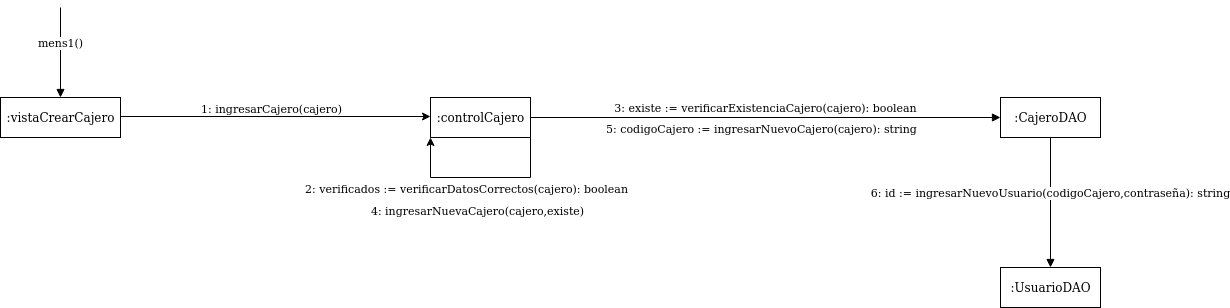 mens1()
:vistaCrearCajero
1: ingresarCajero(cajero)
:controlCajero
3: existe := verificarExistenciaCajero(cajero): boolean
5: codigoCajero := ingresarNuevoCajero(cajero): string
:CajeroDAO
2: verificados := verificarDatosCorrectos(cajero): boolean
4: ingresarNuevaCajero(cajero,existe)
6: id := ingresarNuevoUsuario(codigoCajero,contraseña): string
:UsuarioDAO